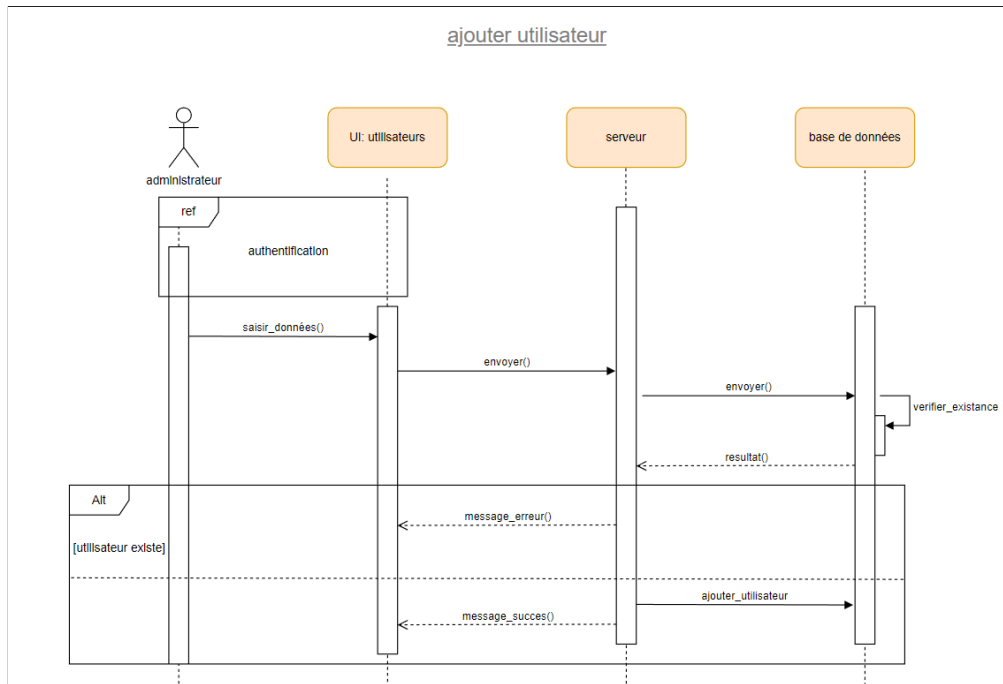 ajouter utilisateur
administrateur
UI: utilisateurs
serveur
base de données
ref
authentification
saisir_données()
envoyer()
envoyer()
verifier_existance
resultat()
Alt
message_erreur()
[utilisateur existe]
ajouter_utilisateur
message_succes()